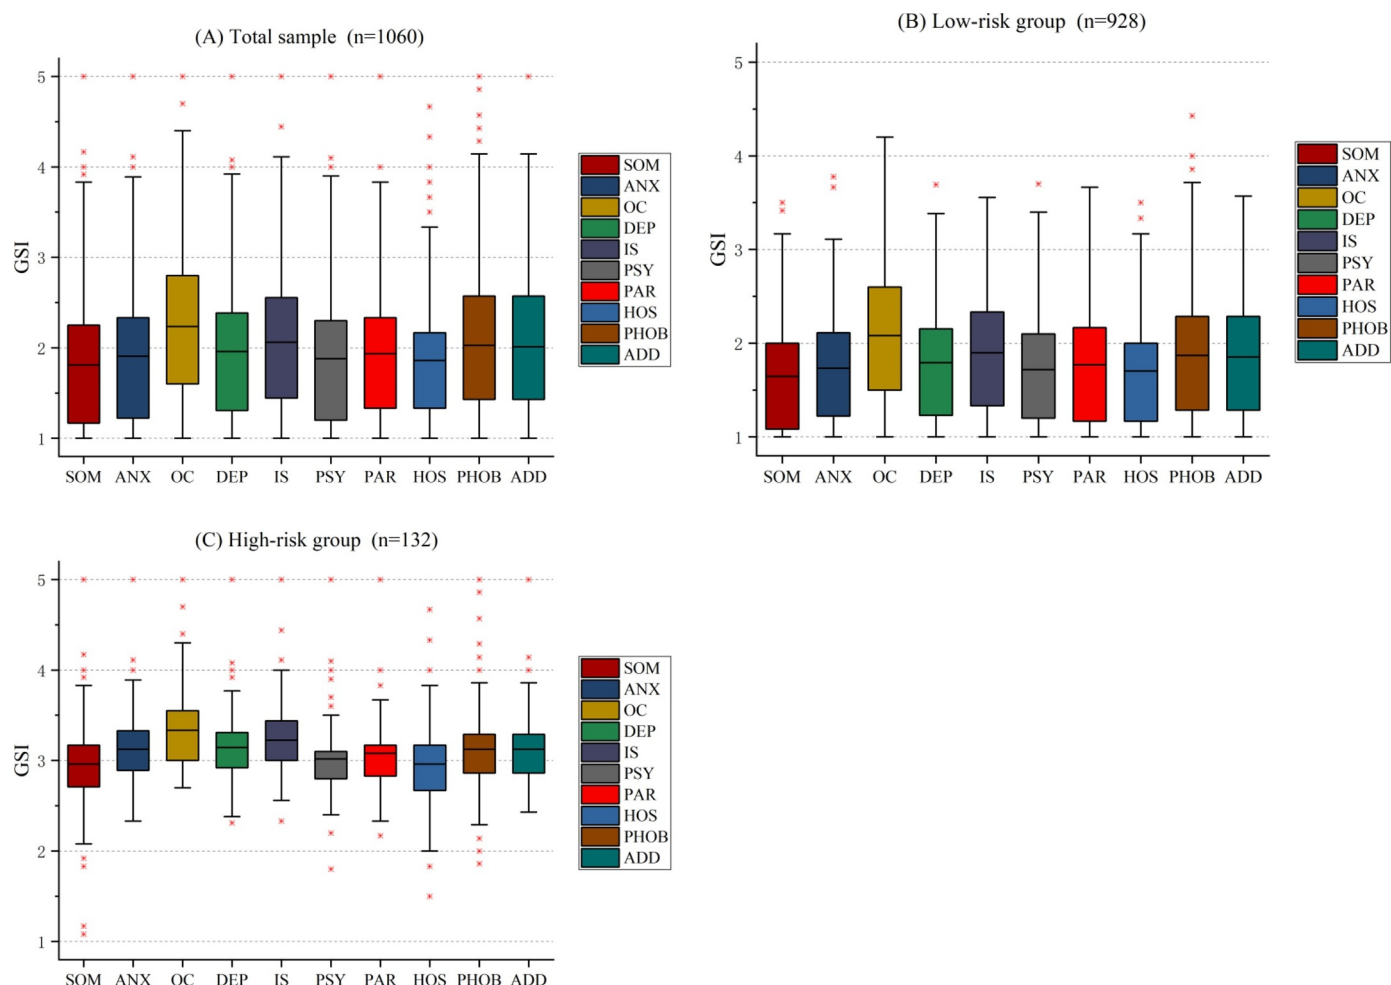 (A) Total sample (n=1060)
5
4
3
2
1
GSI
SOM ANX OC DEP IS PSY PAR HOS PHOB ADD
SOM
ANX
OC
DEP
IS
PSY
PAR
HOS
PHOB
ADD
(B) Low-risk group (n=928)
5
4
3
2
1
GSI
SOM ANX OC DEP IS PSY PAR HOS PHOB ADD
SOM
ANX
OC
DEP
IS
PSY
PAR
HOS
PHOB
ADD
(C) High-risk group (n=132)
5
4
3
2
1
GSI
SOM ANX OC DEP IS PSY PAR HOS PHOB ADD
SOM
ANX
OC
DEP
IS
PSY
PAR
HOS
PHOB
ADD